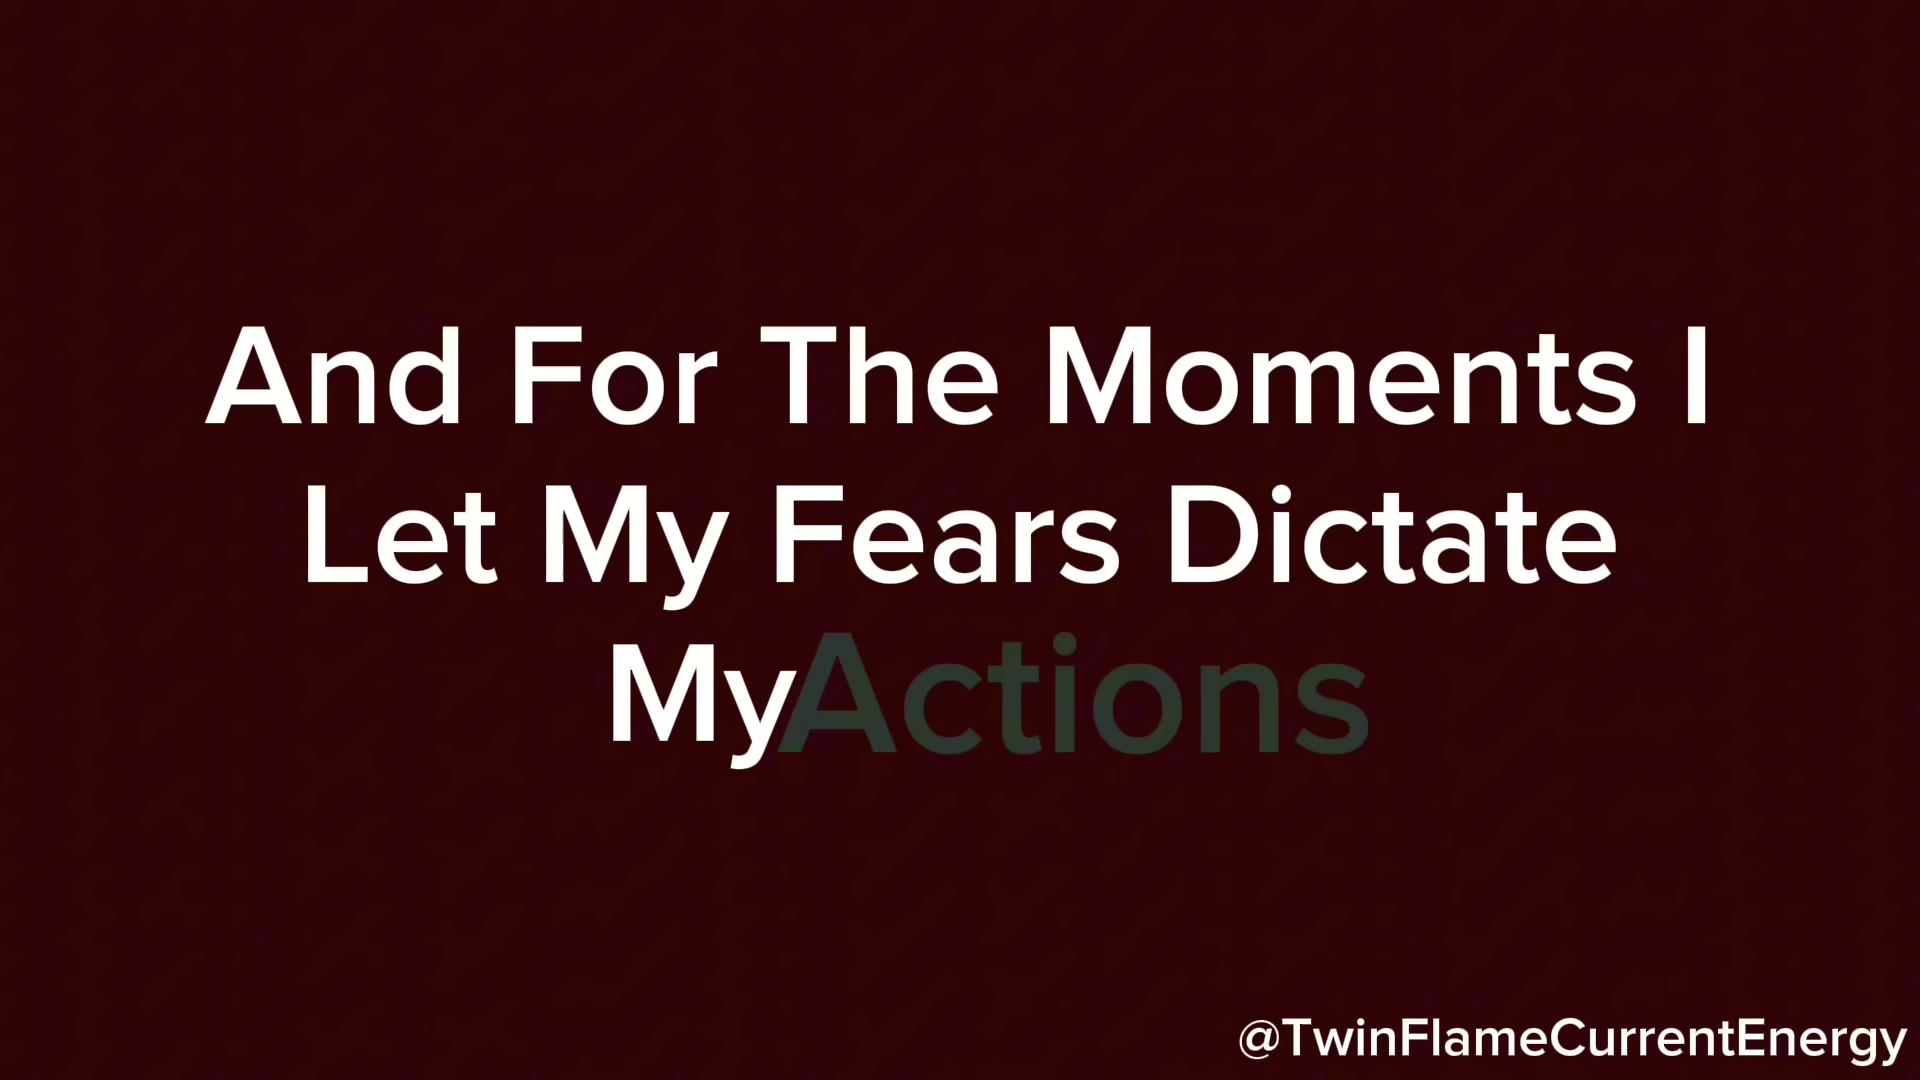 And For The Moments I
Let My Fears Dictate
My Actions
@TwinFlameCurrentEnergy